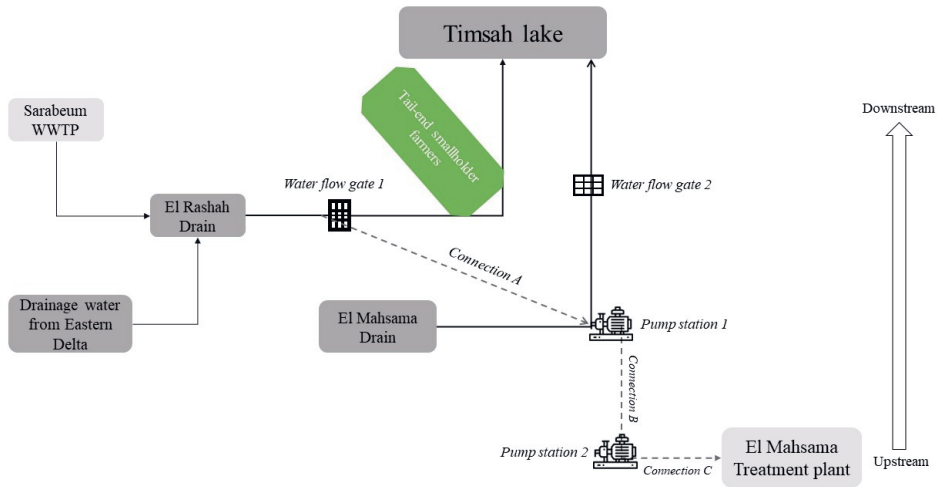 Timsah lake
Sarabeum
WWTP
Tail-end smallholder
farmers
Downstream
Water flow gate 1
Water flow gate 2
El Rashah
Drain
Connection A
Drainage water
from Eastern
Delta
El Mahsama
Drain
Pump station 1
Connection B
Pump station 2
Connection C
El Mahsama
Treatment plant
Upstream